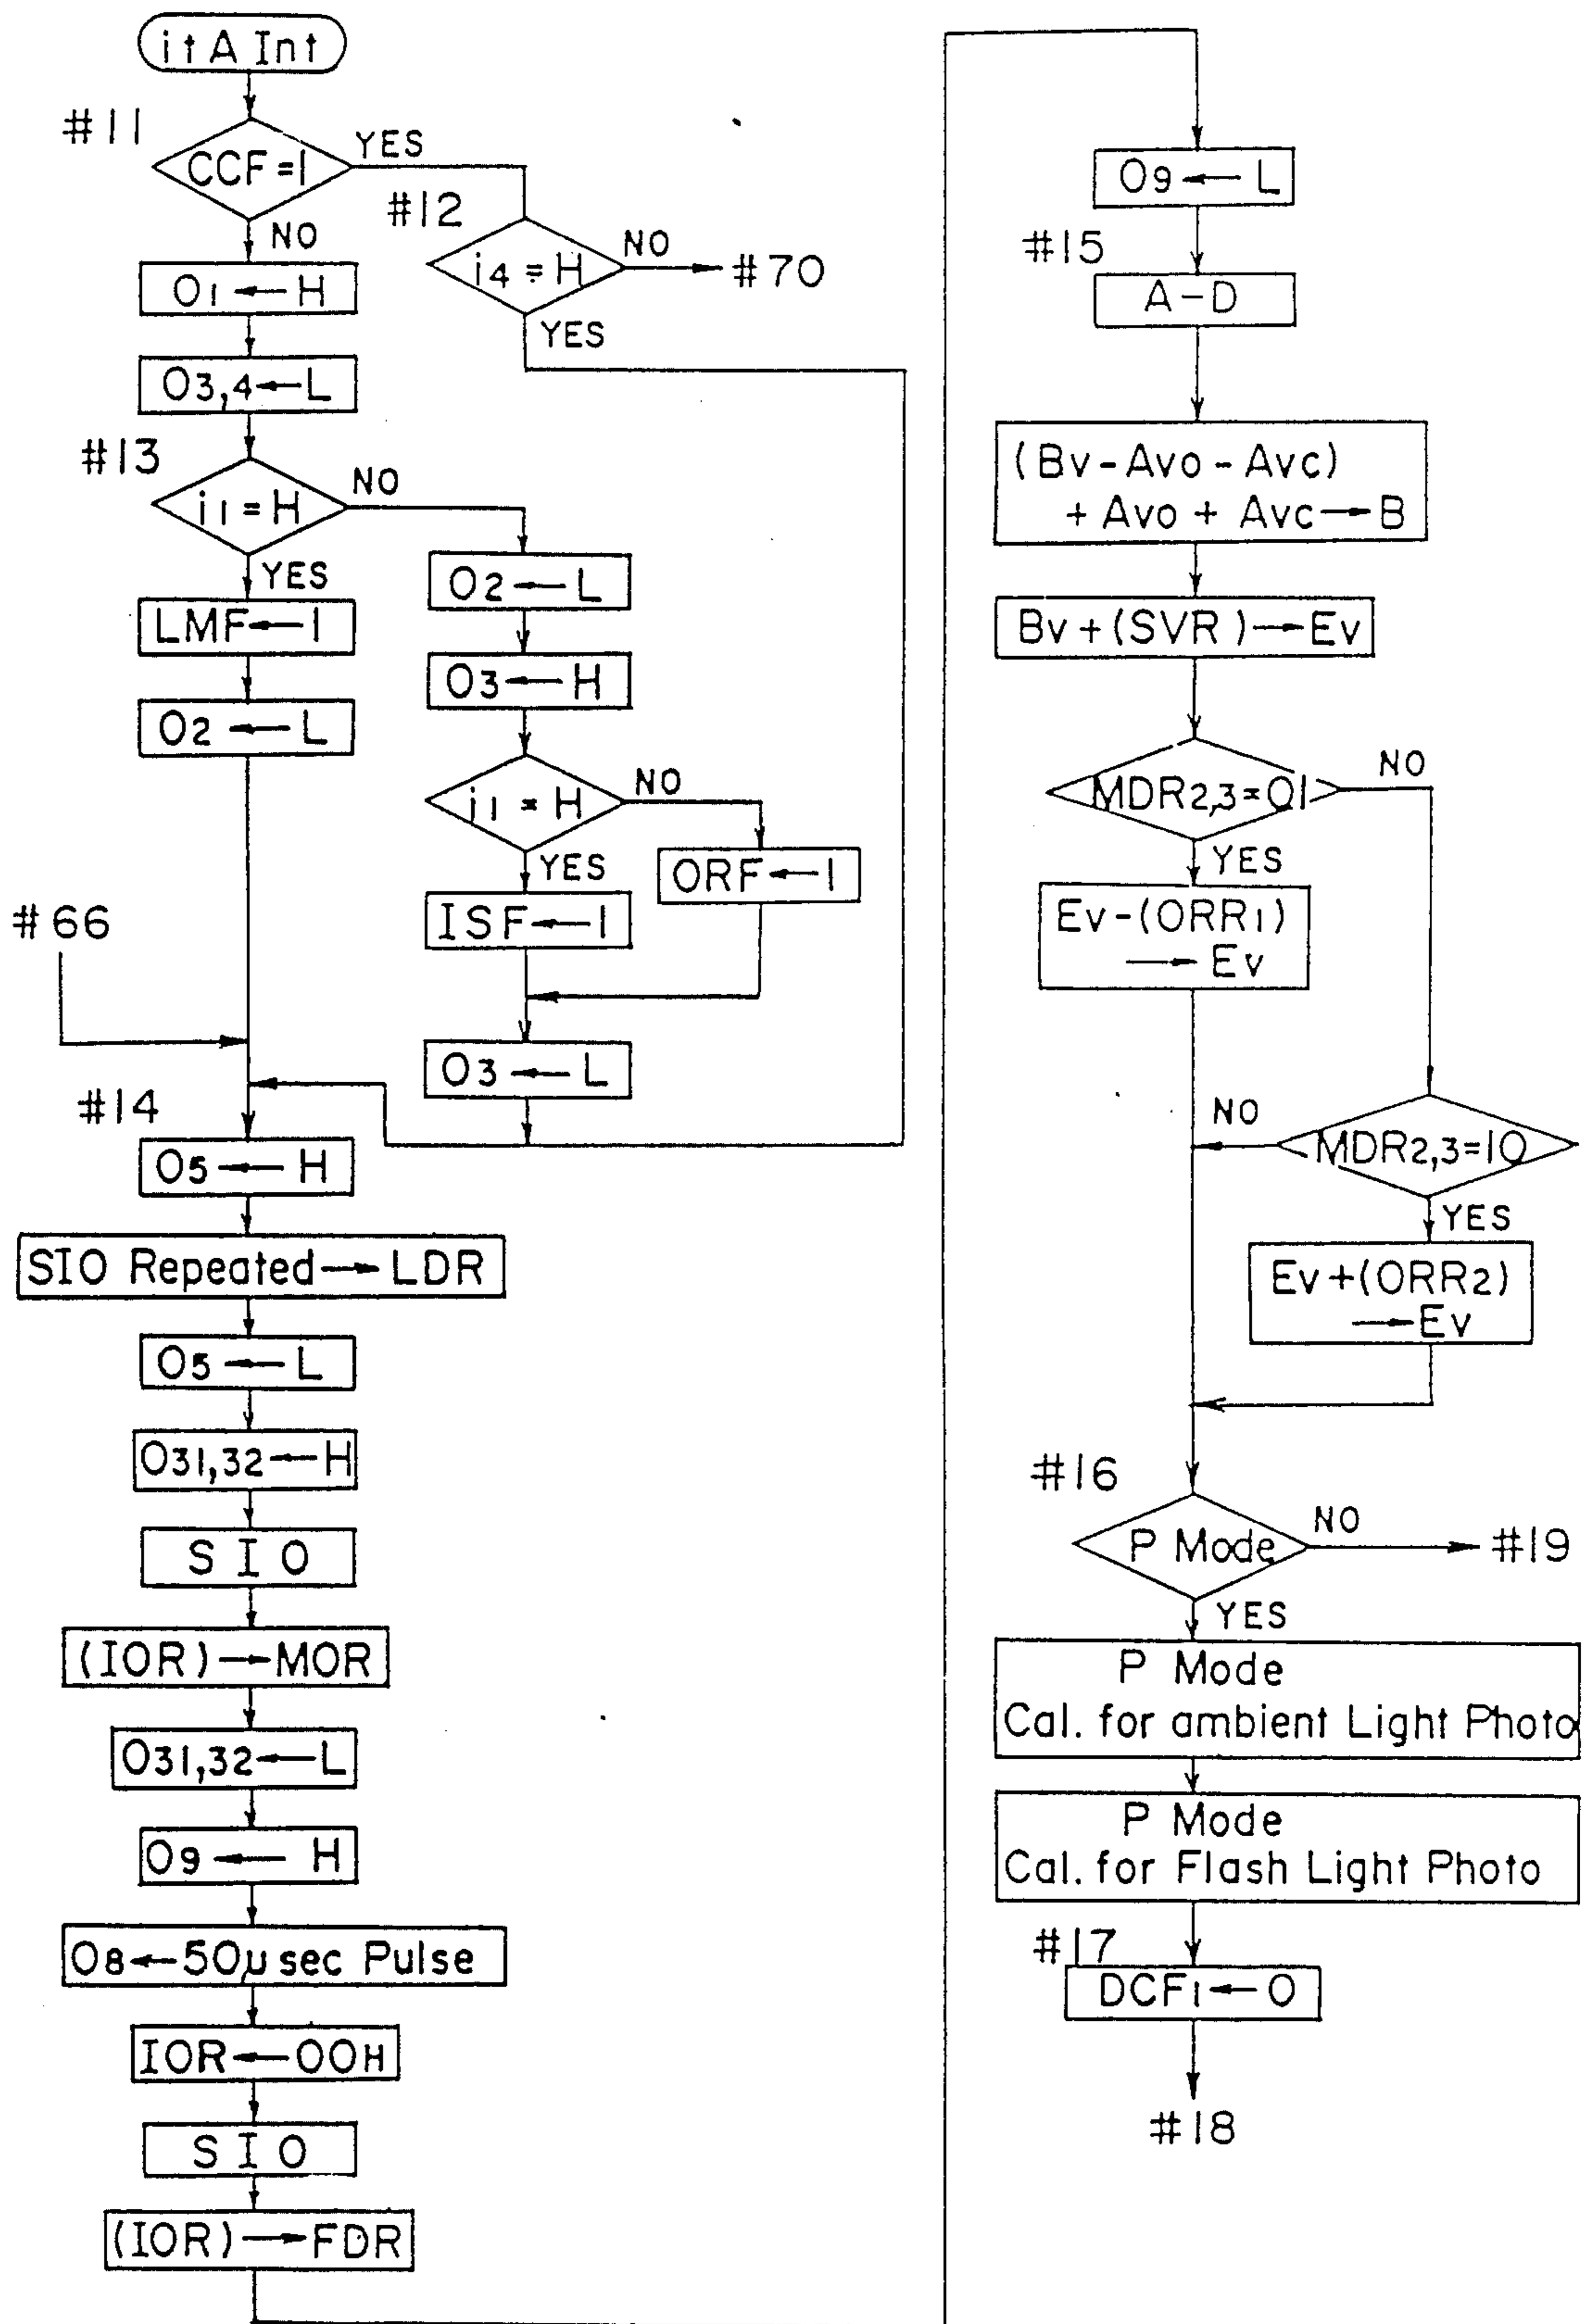 itA Int
#11
CCF=1
YES
NO
#12
i4=H
NO
#70
YES
O1←H
O3,4←L
#13
i1=H
NO
YES
LMF←1
O2←L
O2←L
O3←H
i1=H
NO
YES
ORF←1
ISF←1
#66
O3←L
#14
O5←H
SIO Repeated→LDR
O5←L
O31,32←H
SIO
(IOR)→MOR
O31,32←L
O9←H
O8←50μsec Pulse
IOR←OOH
SIO
(IOR)→FDR
O9←L
#15
A-D
(Bv-Avo-Avc)
+Avo+Avc→B
Bv+(SVR)→Ev
MDR2,3=01
NO
YES
Ev-(ORR1)
→Ev
MDR2,3=10
NO
YES
Ev+(ORR2)
→Ev
#16
P Mode
NO
#19
YES
P Mode
Cal. for ambient Light Photo
P Mode
Cal. for Flash Light Photo
#17
DCF1←0
#18